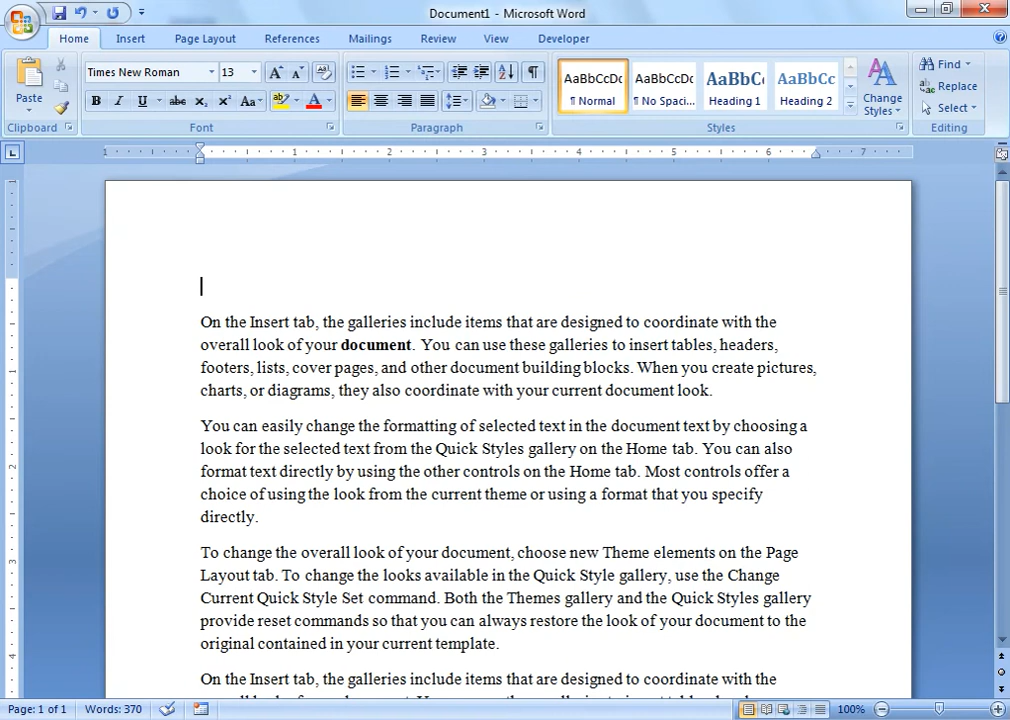 Document1 - Microsoft Word
Home Insert Page Layout References Mailings Review View Developer
Paste
Times New Roman 13
AaBbCcDc AaBbCcDc AaBbC AaBbCc
¶ Normal ¶ No Spaci... Heading 1 Heading 2
Change Styles
Find
Replace
Select
Clipboard Font Paragraph Styles Editing
1 1 2 3 4 5 6 7
On the Insert tab, the galleries include items that are designed to coordinate with the
overall look of your document. You can use these galleries to insert tables, headers,
footers, lists, cover pages, and other document building blocks. When you create pictures,
charts, or diagrams, they also coordinate with your current document look.
You can easily change the formatting of selected text in the document text by choosing a
look for the selected text from the Quick Styles gallery on the Home tab. You can also
format text directly by using the other controls on the Home tab. Most controls offer a
choice of using the look from the current theme or using a format that you specify
directly.
To change the overall look of your document, choose new Theme elements on the Page
Layout tab. To change the looks available in the Quick Style gallery, use the Change
Current Quick Style Set command. Both the Themes gallery and the Quick Styles gallery
provide reset commands so that you can always restore the look of your document to the
original contained in your current template.
On the Insert tab, the galleries include items that are designed to coordinate with the
Page: 1 of 1 Words: 370 100%